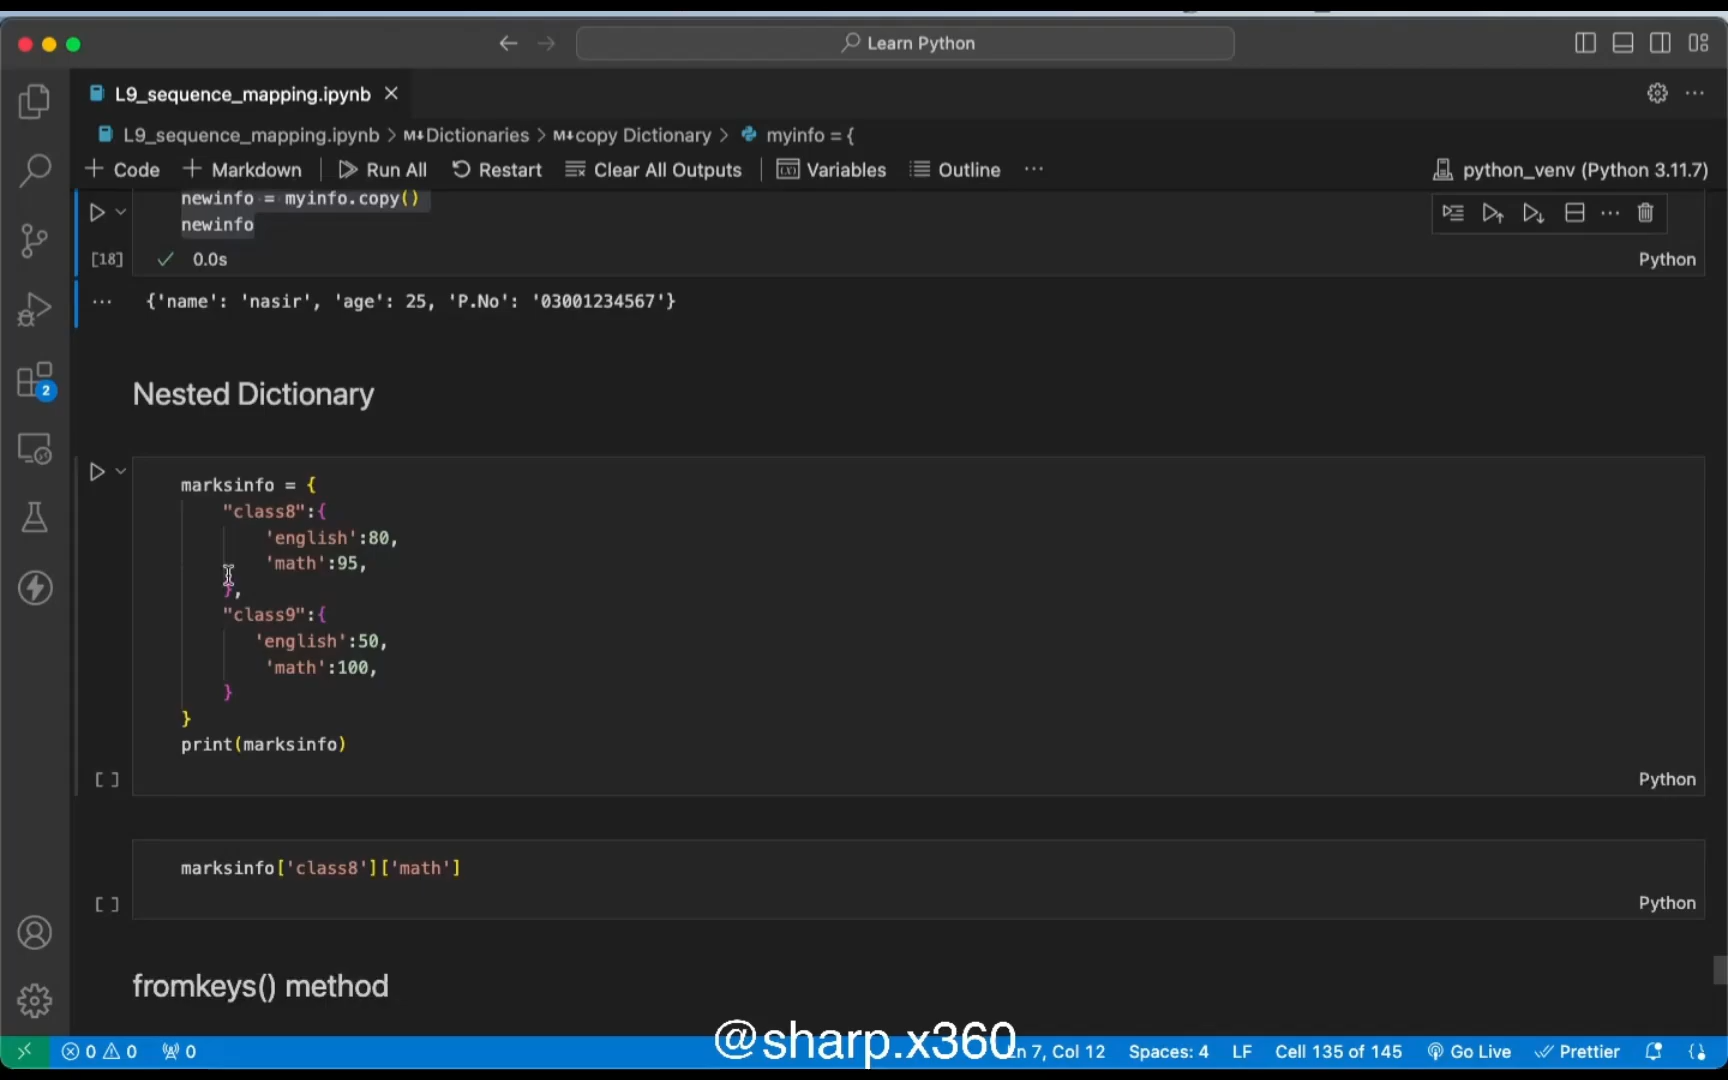 Learn Python
L9_sequence_mapping.ipynb
L9_sequence_mapping.ipynb > M↓Dictionaries > M↓copy Dictionary > myinfo = {
+ Code + Markdown Run All Restart Clear All Outputs Variables Outline ... python_venv (Python 3.11.7)
newinfo = myinfo.copy()
newinfo
[18] ✓ 0.0s Python
... {'name': 'nasir', 'age': 25, 'P.No': '03001234567'}
2
Nested Dictionary
marksinfo = {
"class8":{
'english':80,
'math':95,
},
"class9":{
'english':50,
'math':100,
}
}
print(marksinfo)
[ ] Python
marksinfo['class8']['math']
[ ] Python
fromkeys() method
@sharp.x360
0 0 0 Ln 7, Col 12 Spaces: 4 LF Cell 135 of 145 Go Live Prettier